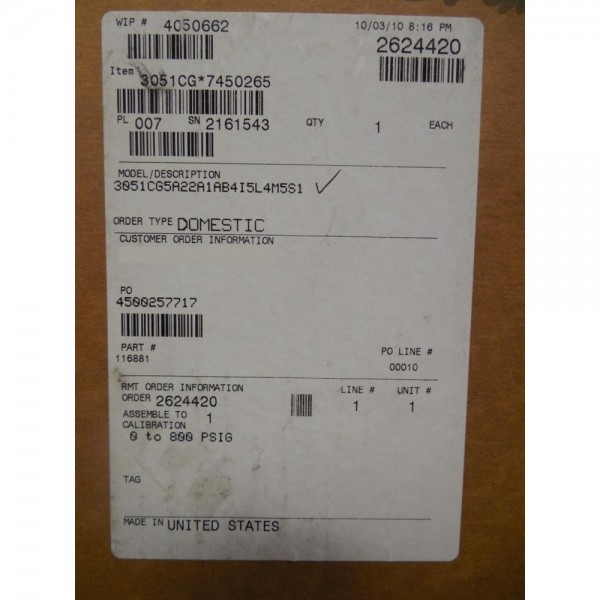 WIP # 4050662
10/03/10 8:16 PM
2624420
Item 3051CG*7450265
PL 007 SN 2161543 QTY 1 EACH
MODEL/DESCRIPTION
3051CG5A22A1AB4I5L4M5S1
ORDER TYPE DOMESTIC
CUSTOMER ORDER INFORMATION
PO
4500257717
PART # PO LINE #
116881 00010
RMT ORDER INFORMATION LINE # UNIT #
ORDER 2624420 1 1
ASSEMBLE TO 1
CALIBRATION
0 to 800 PSIG
TAG
MADE IN UNITED STATES